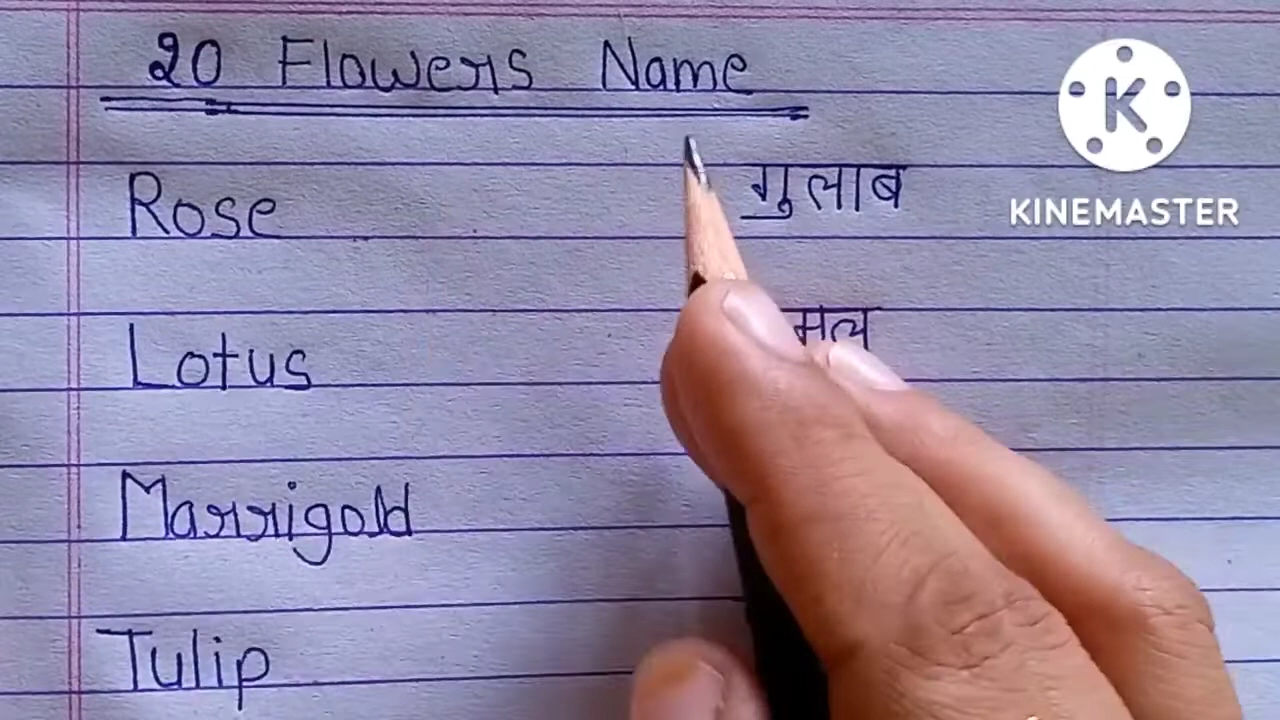 20 Flowers Name
Rose गुलाब
Lotus
Marrigold
Tulip
K
KINEMASTER